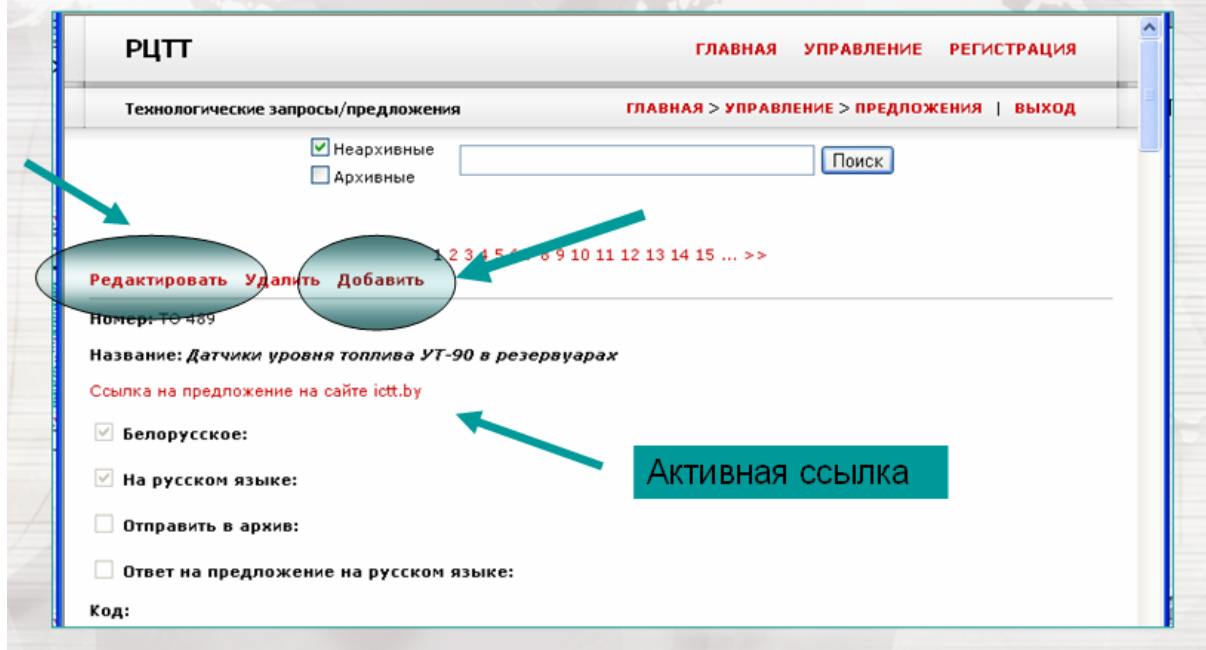 РЦТТ ГЛАВНАЯ УПРАВЛЕНИЕ РЕГИСТРАЦИЯ
Технологические запросы/предложения ГЛАВНАЯ > УПРАВЛЕНИЕ > ПРЕДЛОЖЕНИЯ | ВЫХОД
Неархивные
Архивные
Поиск
1 2 3 4 5 6 7 8 9 10 11 12 13 14 15 ... >>
Редактировать Удалить Добавить
Номер: TO 489
Название: Датчики уровня топлива УТ-90 в резервуарах
Ссылка на предложение на сайте ictt.by
Белорусское:
Активная ссылка
На русском языке:
Отправить в архив:
Ответ на предложение на русском языке:
Код: